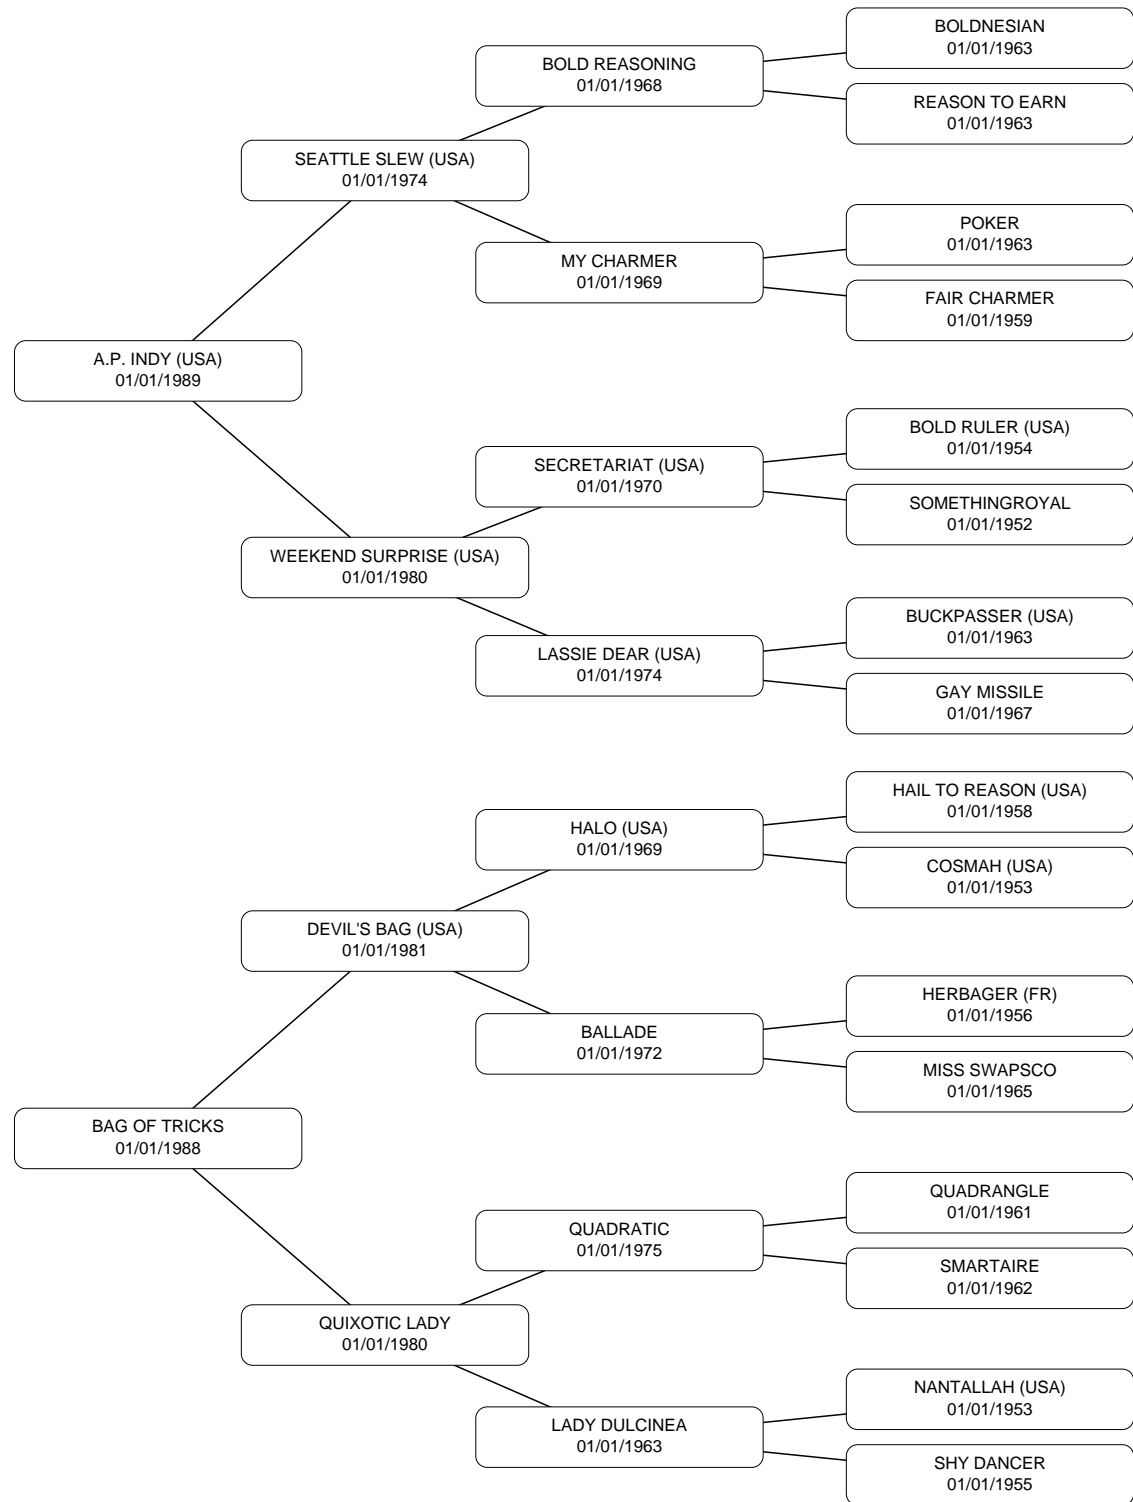 BOLDNESIAN
01/01/1963
BOLD REASONING
01/01/1968
REASON TO EARN
01/01/1963
SEATTLE SLEW (USA)
01/01/1974
POKER
01/01/1963
MY CHARMER
01/01/1969
FAIR CHARMER
01/01/1959
A.P. INDY (USA)
01/01/1989
BOLD RULER (USA)
01/01/1954
SECRETARIAT (USA)
01/01/1970
SOMETHINGROYAL
01/01/1952
WEEKEND SURPRISE (USA)
01/01/1980
BUCKPASSER (USA)
01/01/1963
LASSIE DEAR (USA)
01/01/1974
GAY MISSILE
01/01/1967
HAIL TO REASON (USA)
01/01/1958
HALO (USA)
01/01/1969
COSMAH (USA)
01/01/1953
DEVIL'S BAG (USA)
01/01/1981
HERBAGER (FR)
01/01/1956
BALLADE
01/01/1972
MISS SWAPSCO
01/01/1965
BAG OF TRICKS
01/01/1988
QUADRANGLE
01/01/1961
QUADRATIC
01/01/1975
SMARTAIRE
01/01/1962
QUIXOTIC LADY
01/01/1980
NANTALLAH (USA)
01/01/1953
LADY DULCINEA
01/01/1963
SHY DANCER
01/01/1955